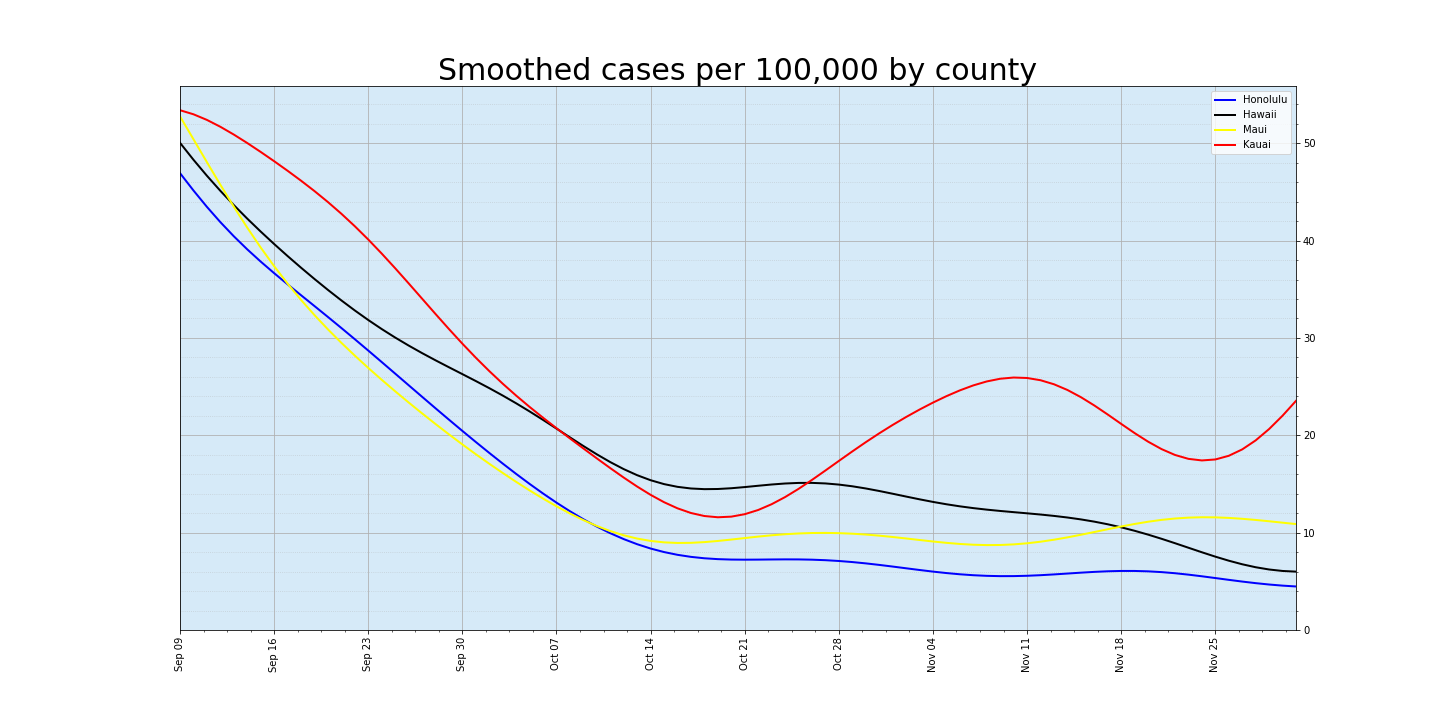 Smoothed cases per 100,000 by county
Honolulu
Hawaii
Maui
Kauai
50
40
30
20
10
0
Sep 09
Sep 16
Sep 23
Sep 30
Oct 07
Oct 14
Oct 21
Oct 28
Nov 04
Nov 11
Nov 18
Nov 25